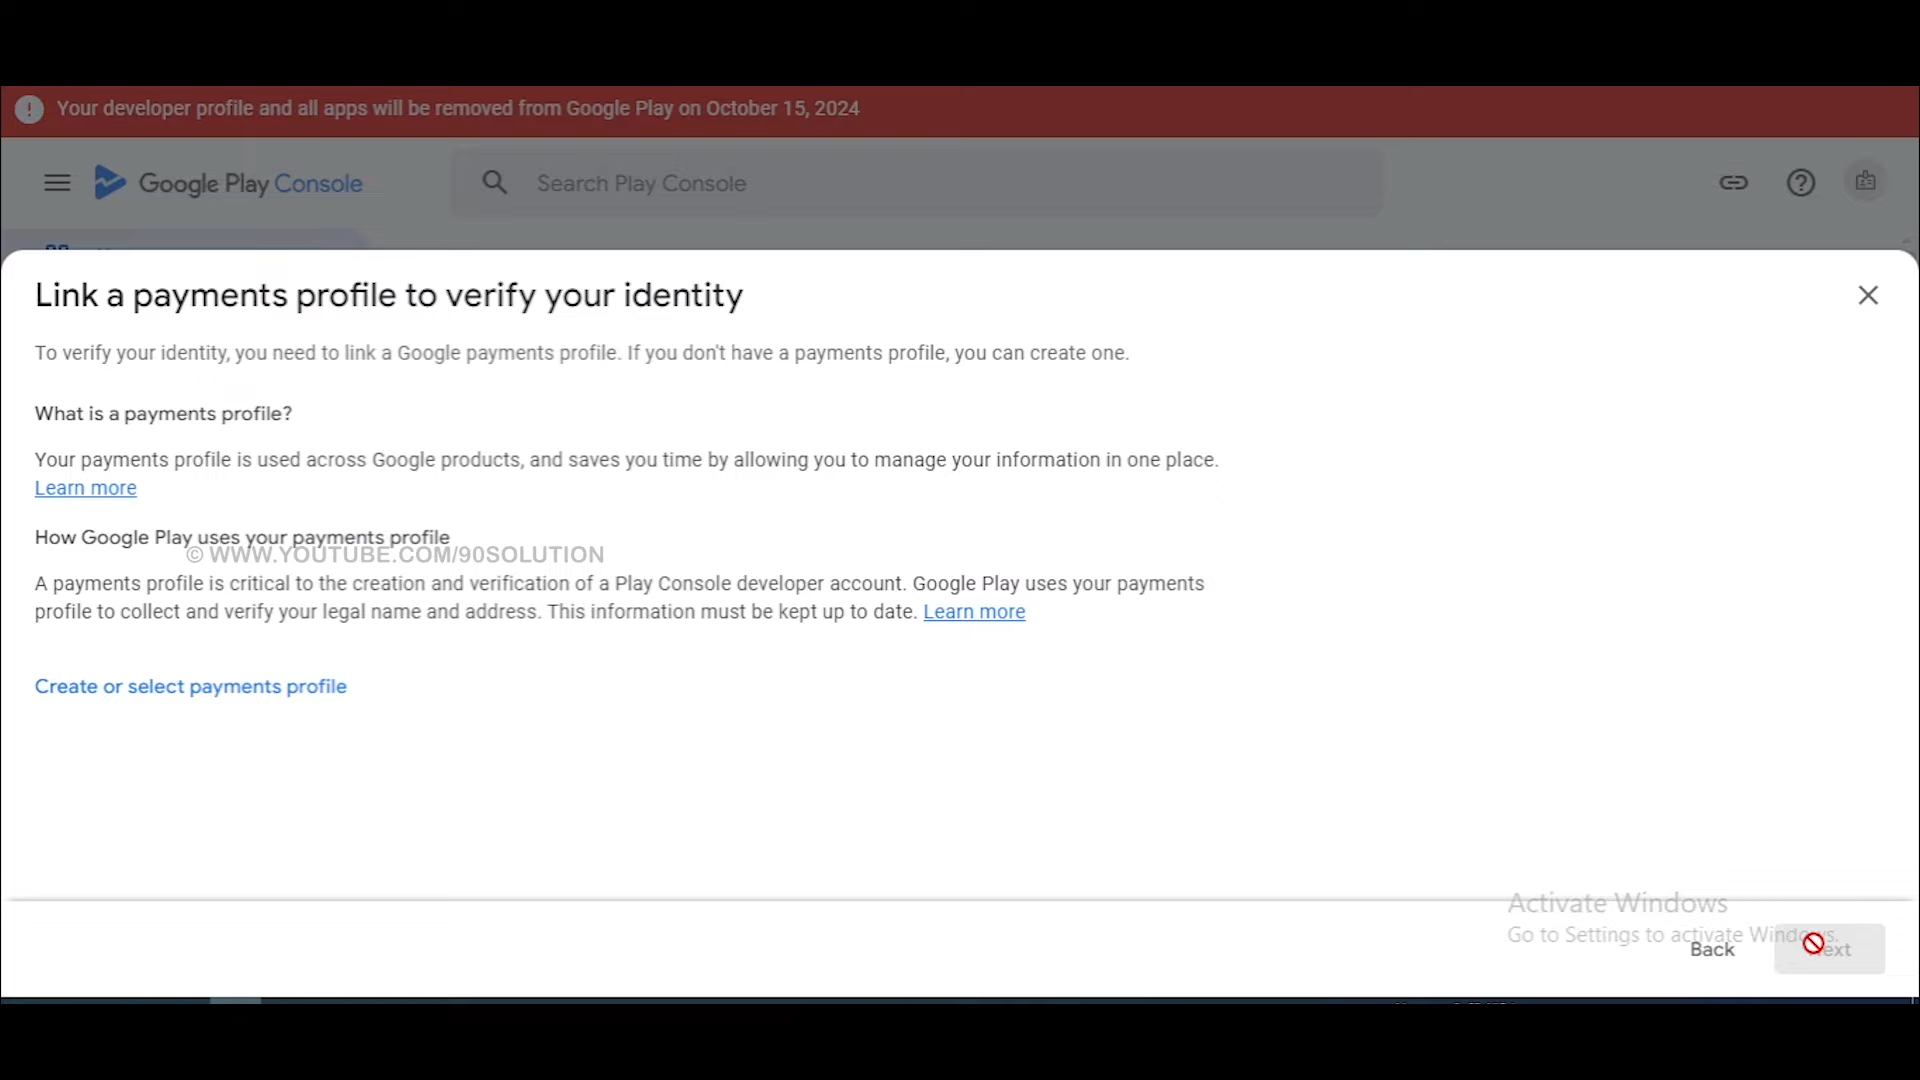 Your developer profile and all apps will be removed from Google Play on October 15, 2024
Google Play Console
Search Play Console
Link a payments profile to verify your identity
To verify your identity, you need to link a Google payments profile. If you don't have a payments profile, you can create one.
What is a payments profile?
Your payments profile is used across Google products, and saves you time by allowing you to manage your information in one place.
Learn more
How Google Play uses your payments profile
© WWW.YOUTUBE.COM/90SOLUTION
A payments profile is critical to the creation and verification of a Play Console developer account. Google Play uses your payments
profile to collect and verify your legal name and address. This information must be kept up to date. Learn more
Create or select payments profile
Activate Windows
Go to Settings to activate Windows.
Back
Next